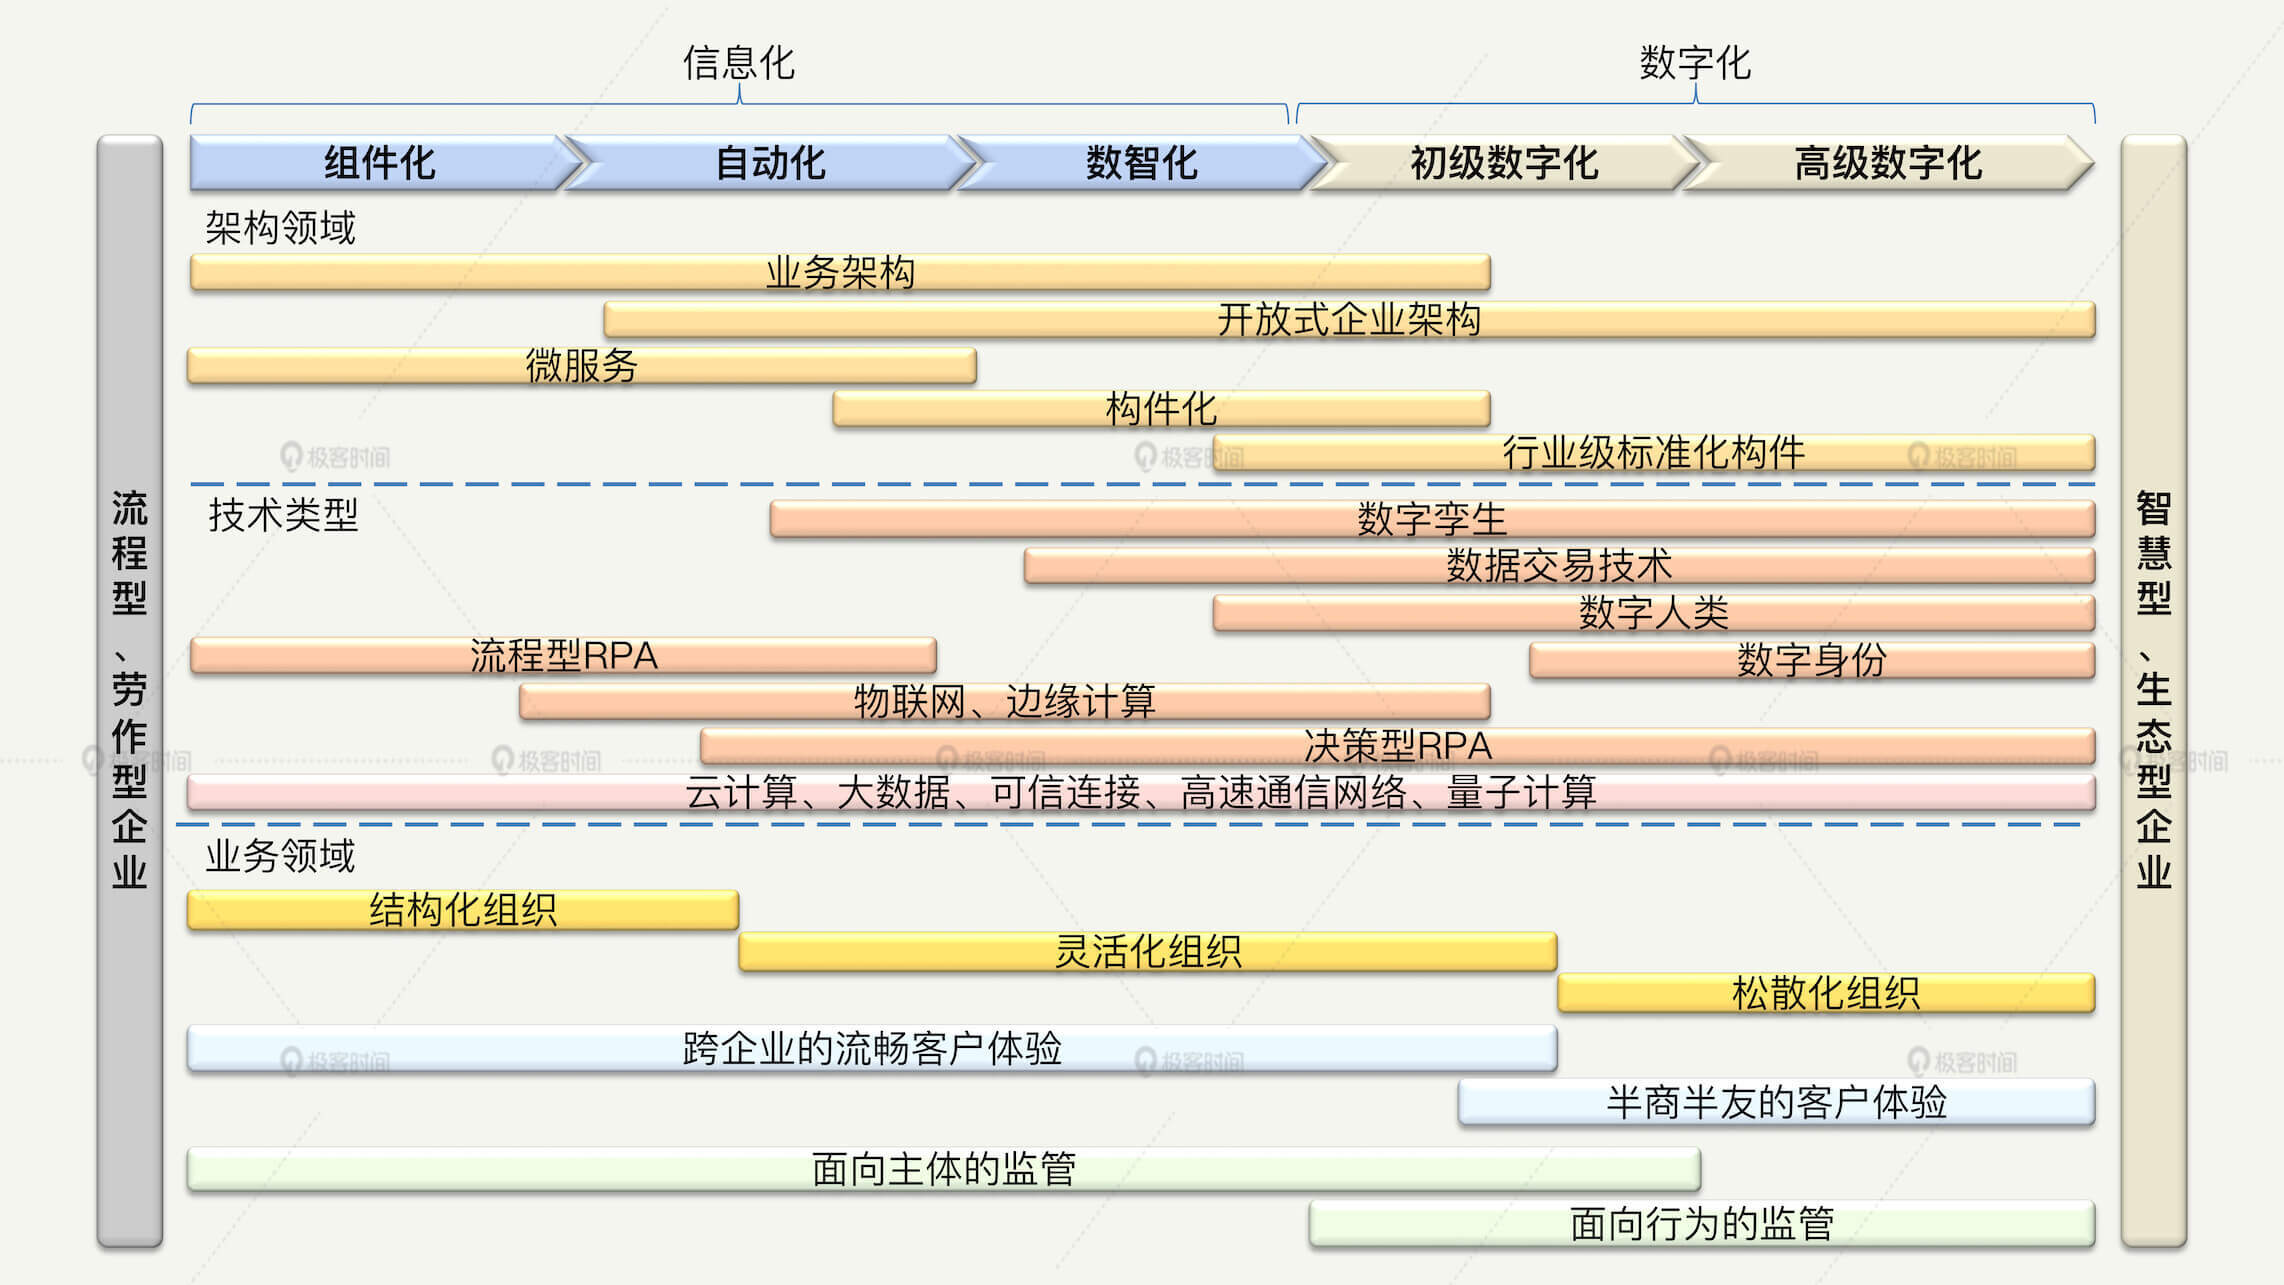 信息化
数字化
组件化
自动化
数智化
初级数字化
高级数字化
流程型、劳作型企业
架构领域
业务架构
开放式企业架构
微服务
构件化
行业级标准化构件
技术类型
数字孪生
数据交易技术
数字人类
流程型RPA
数字身份
物联网、边缘计算
决策型RPA
云计算、大数据、可信连接、高速通信网络、量子计算
业务领域
结构化组织
灵活化组织
松散化组织
跨企业的流畅客户体验
半商半友的客户体验
面向主体的监管
面向行为的监管
智慧型、生态型企业
极客时间
极客时间
极客时间
极客时间
极客时间
极客时间
极客时间
极客时间
极客时间
极客时间
极客时间